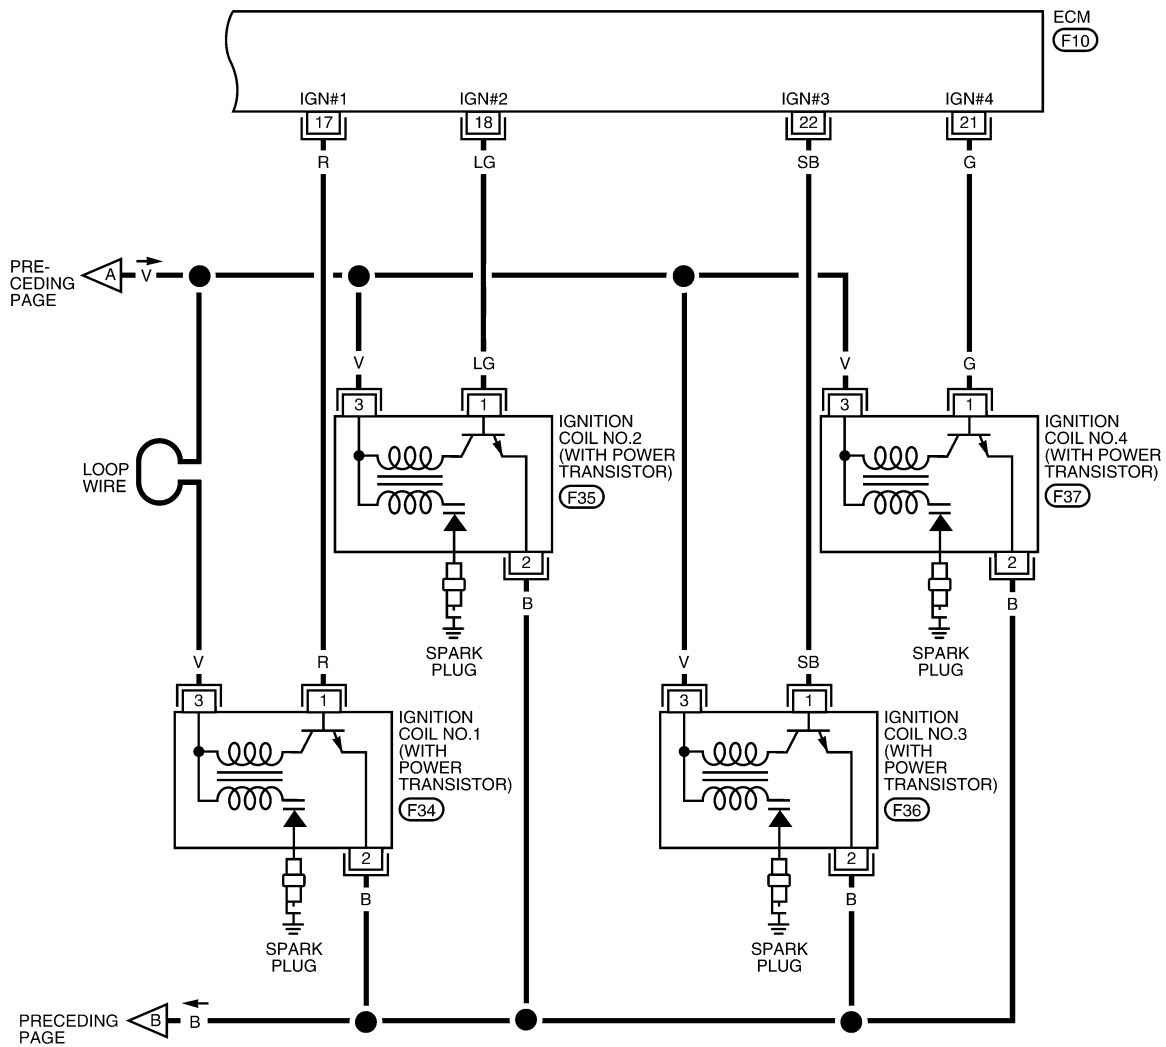 ECM
F10
IGN#1
IGN#2
IGN#3
IGN#4
17
18
22
21
R
LG
SB
G
PRE-
CEDING
PAGE
A
V
V
LG
V
G
3
1
3
1
IGNITION
COIL NO.2
(WITH POWER
TRANSISTOR)
F35
IGNITION
COIL NO.4
(WITH POWER
TRANSISTOR)
F37
LOOP
WIRE
2
2
B
B
SPARK
PLUG
SPARK
PLUG
V
R
V
SB
3
1
3
1
IGNITION
COIL NO.1
(WITH
POWER
TRANSISTOR)
F34
IGNITION
COIL NO.3
(WITH
POWER
TRANSISTOR)
F36
2
2
B
B
SPARK
PLUG
SPARK
PLUG
PRECEDING
PAGE
B
B